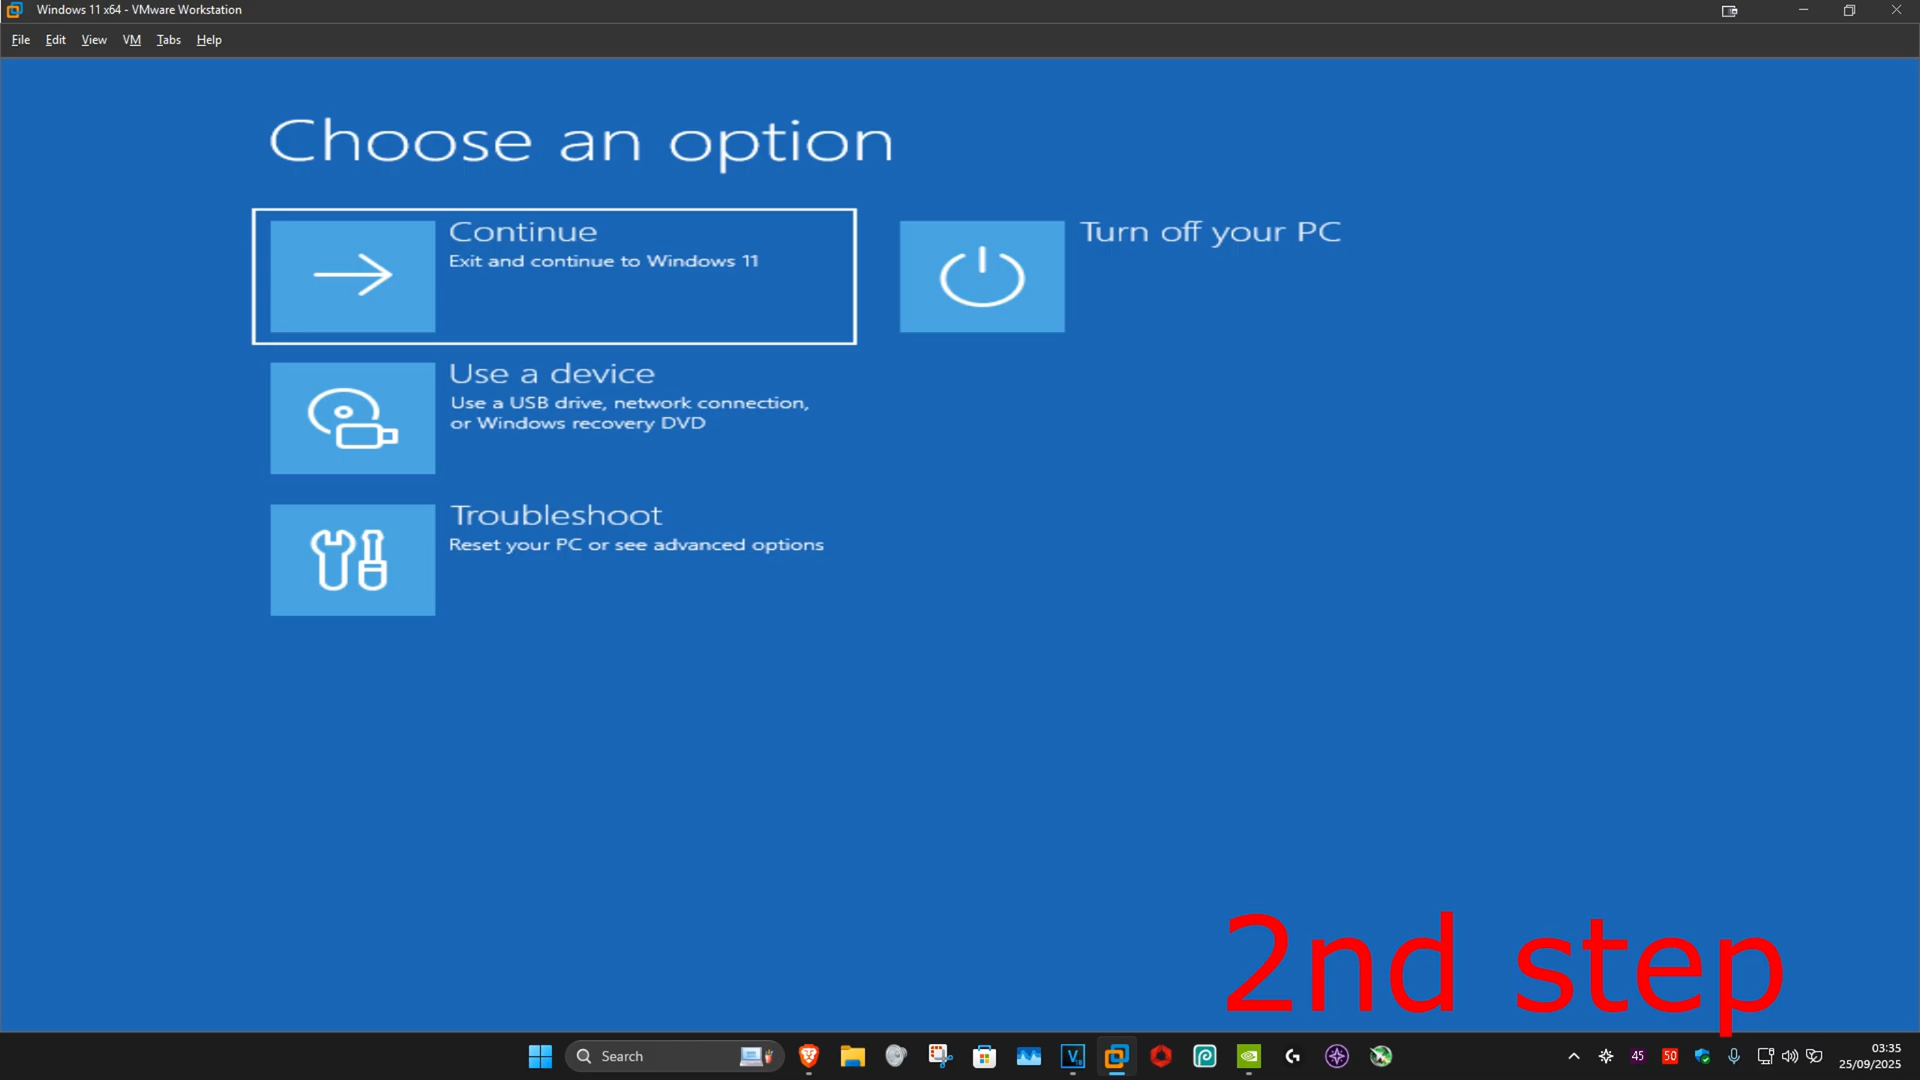 Windows 11 x64 - VMware Workstation
File Edit View VM Tabs Help
Choose an option
Continue
Exit and continue to Windows 11
Turn off your PC
Use a device
Use a USB drive, network connection,
or Windows recovery DVD
Troubleshoot
Reset your PC or see advanced options
2nd step
Search
45
50
03:35
25/09/2025